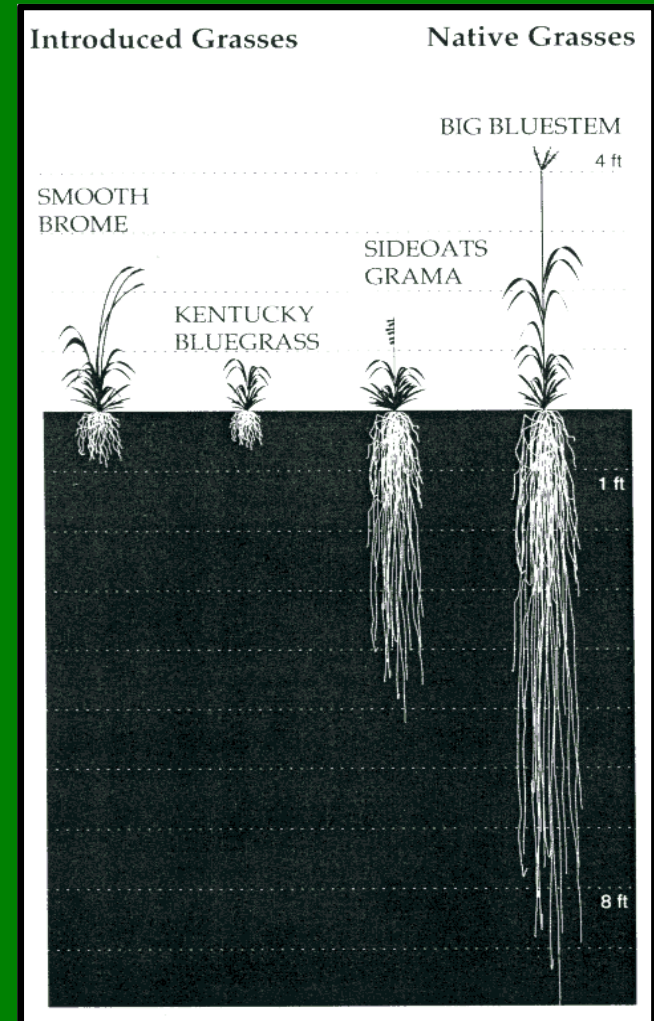 Introduced Grasses
Native Grasses
BIG BLUESTEM
4 ft
SMOOTH
BROME
SIDEOATS
GRAMA
KENTUCKY
BLUEGRASS
1 ft
8 ft